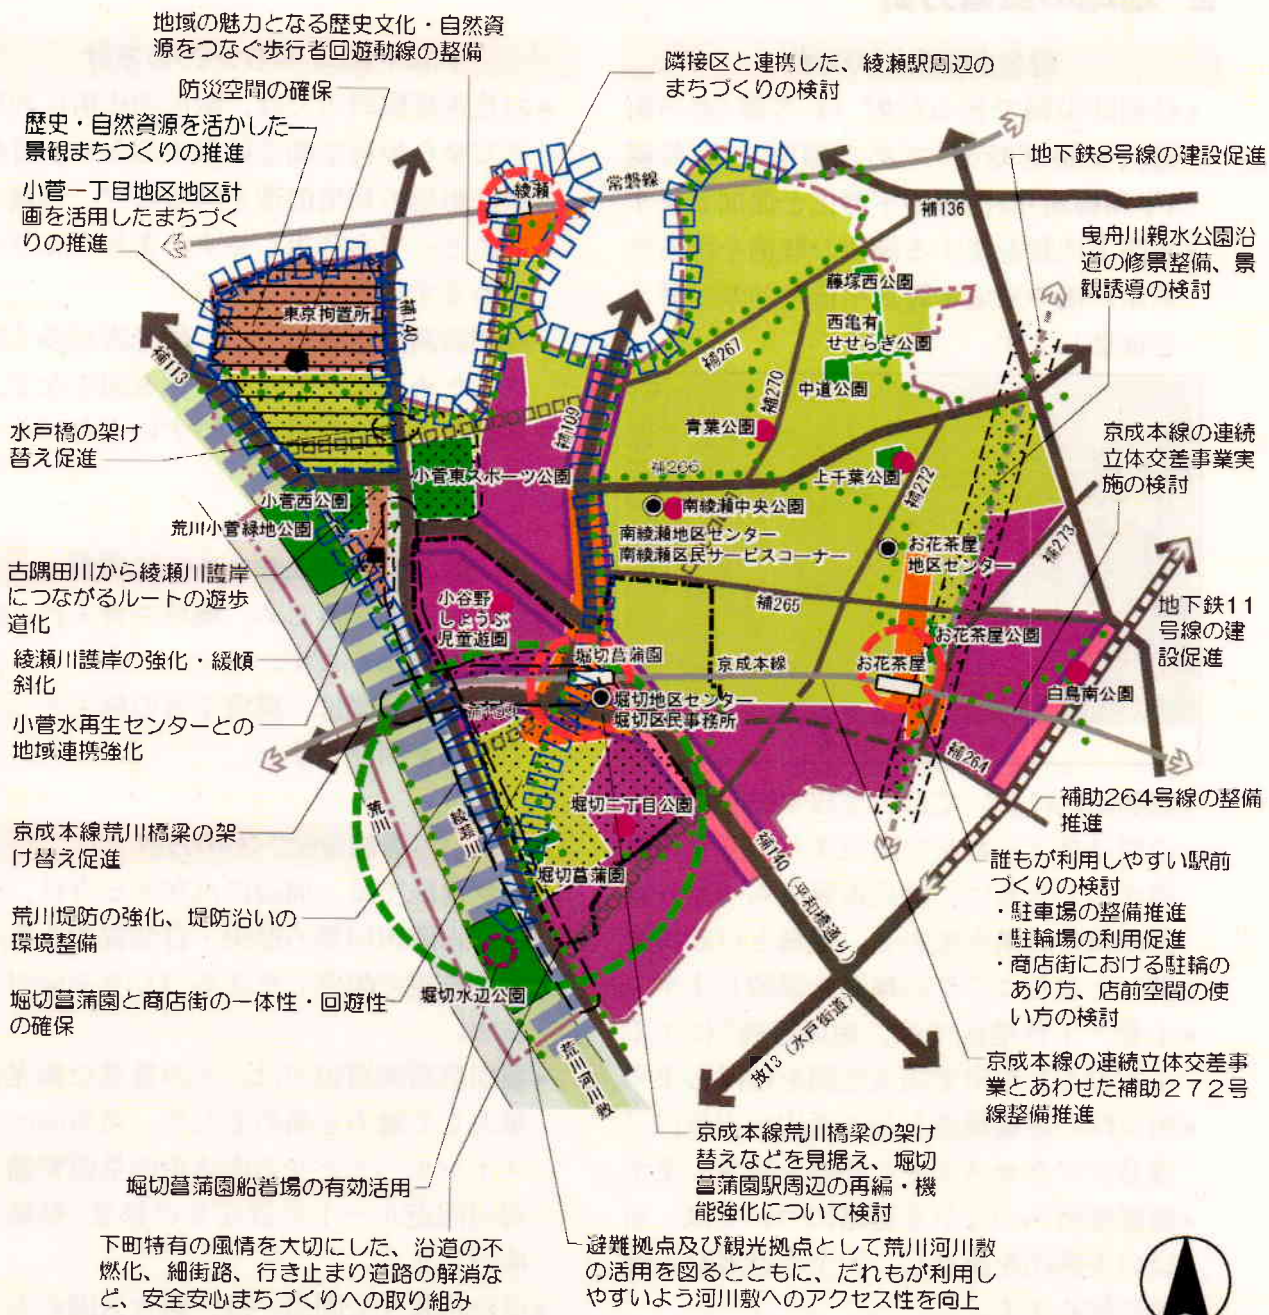 地域の魅力となる歴史文化・自然資
源をつなぐ歩行者回遊動線の整備
防災空間の確保
歴史・自然資源を活かした
景観まちづくりの推進
小菅一丁目地区地区計
画を活用したまちづく
りの推進
隣接区と連携した、綾瀬駅周辺の
まちづくりの検討
地下鉄8号線の建設促進
曳舟川親水公園沿
道の修景整備、景
観誘導の検討
京成本線の連続
立体交差事業実
施の検討
地下鉄11
号線の建
設促進
補助264号線の整備
推進
誰もが利用しやすい駅前
づくりの検討
・駐車場の整備推進
・駐輪場の利用促進
・商店街における駐輪の
あり方、店前空間の使
い方の検討
京成本線の連続立体交差事
業とあわせた補助272号
線整備推進
京成本線荒川橋梁の架け
替えなどを見据え、堀切
菖蒲園駅周辺の再編・機
能強化について検討
避難拠点及び観光拠点として荒川河川敷
の活用を図るとともに、だれもが利用し
やすいよう河川敷へのアクセス性を向上
水戸橋の架け
替え促進
古隅田川から綾瀬川護岸
につながるルートの遊歩
道化
綾瀬川護岸の強化・緩傾
斜化
小菅水再生センターとの
地域連携強化
京成本線荒川橋梁の架
け替え促進
荒川堤防の強化、堤防沿いの
環境整備
堀切菖蒲園と商店街の一体性・回遊性
の確保
堀切菖蒲園船着場の有効活用
下町特有の風情を大切にした、沿道の不
燃化、細街路、行き止まり道路の解消な
ど、安全安心まちづくりへの取り組み
綾瀬
常磐線
補136
東京拘置所
補140
補113
藤塚西公園
西亀有
せせらぎ公園
補267
補270
中道公園
青葉公園
補109
補266
上千葉公園
補272
小菅東スポーツ公園
小菅西公園
荒川小菅緑地公園
南綾瀬中央公園
南綾瀬地区センター
南綾瀬区民サービスコーナー
お花茶屋
地区センター
補273
補265
小谷野
しょうぶ
児童遊園
お花茶屋公園
堀切菖蒲園
京成本線
お花茶屋
白鳥南公園
堀切地区センター
堀切区民事務所
補264
荒川
綾瀬川
堀切二丁目公園
堀切菖蒲園
補140（平和橋通り）
堀切水辺公園
放13（水戸街道）
荒川河川敷